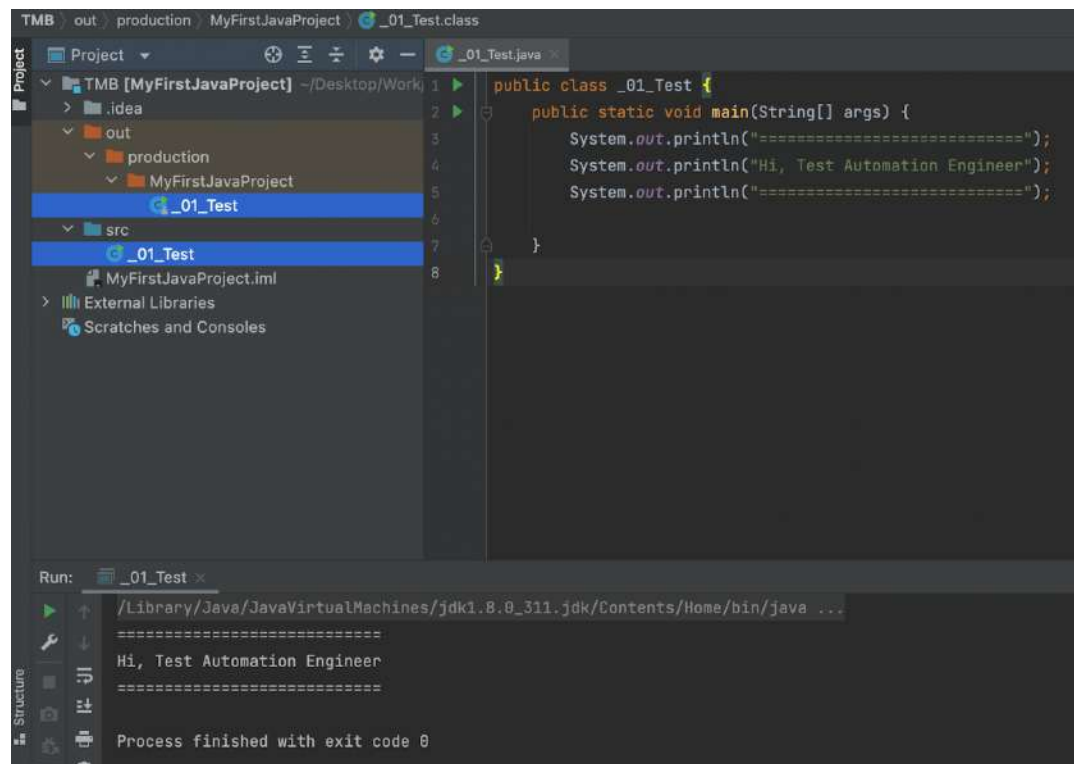 TMB out production MyFirstJavaProject _01_Test.class
Project
Project
_01_Test.java
TMB [MyFirstJavaProject] ~/Desktop/Work
.idea
out
production
MyFirstJavaProject
_01_Test
src
_01_Test
MyFirstJavaProject.iml
External Libraries
Scratches and Consoles
1 public class _01_Test {
2 public static void main(String[] args) {
3 System.out.println("============================");
4 System.out.println("Hi, Test Automation Engineer");
5 System.out.println("============================");
6
7 }
8 }
Run: _01_Test
/Library/Java/JavaVirtualMachines/jdk1.8.0_311.jdk/Contents/Home/bin/java ...
============================
Hi, Test Automation Engineer
============================
Process finished with exit code 0
Structure